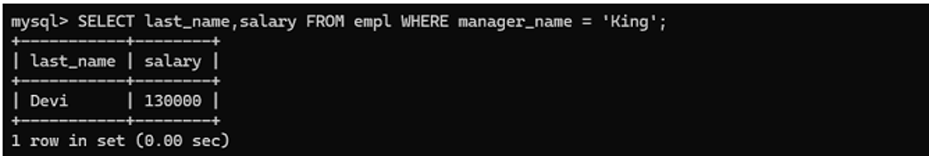 mysql> SELECT last_name,salary FROM empl WHERE manager_name = 'King';
+-----------+--------+
| last_name | salary |
+-----------+--------+
| Devi      | 130000 |
+-----------+--------+
1 row in set (0.00 sec)